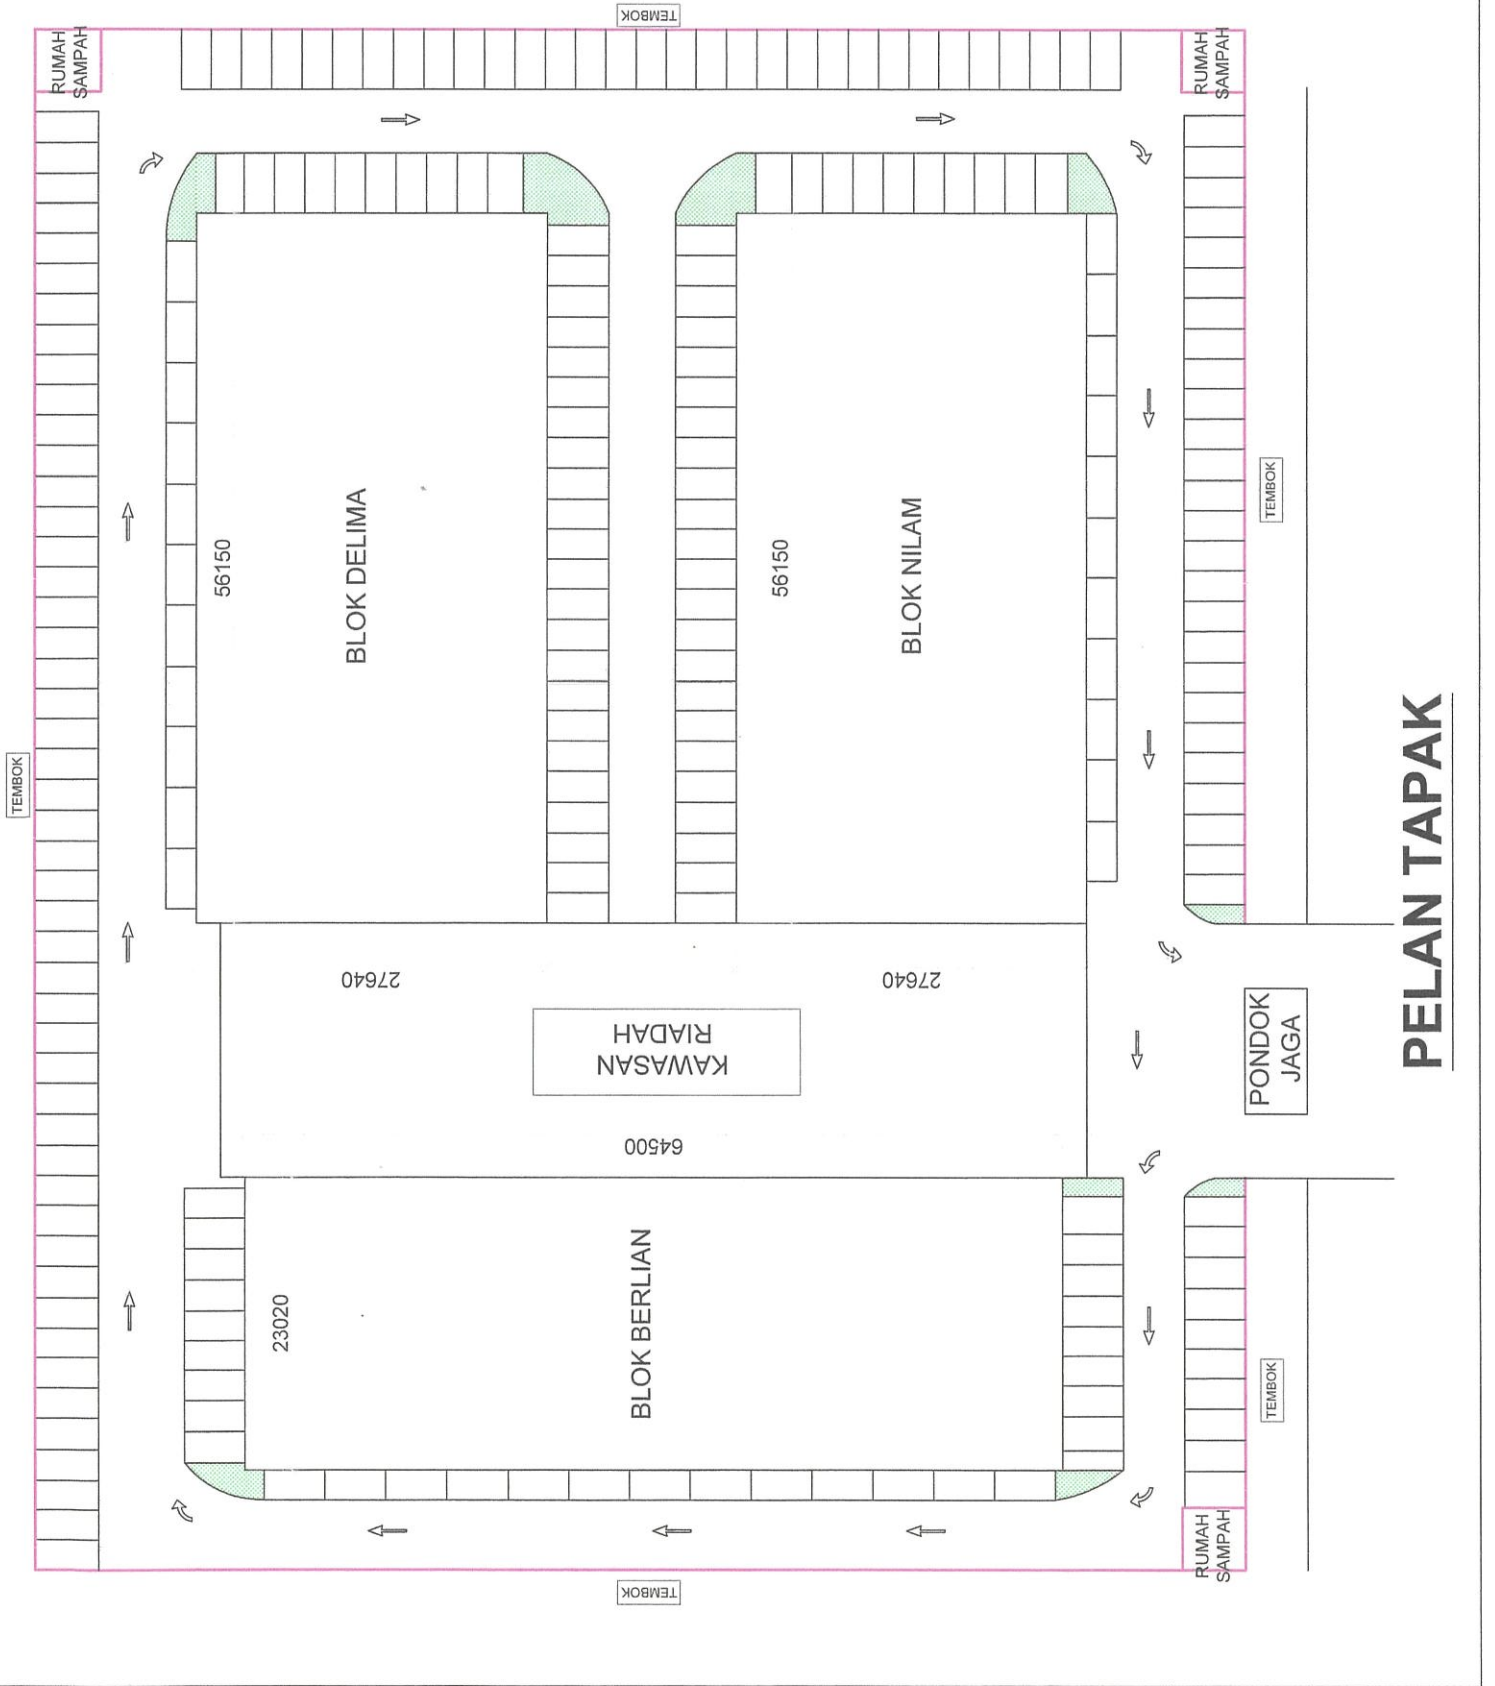 TEMBOK
RUMAH
SAMPAH
RUMAH
SAMPAH
56150
BLOK DELIMA
56150
BLOK NILAM
TEMBOK
TEMBOK
27640
27640
KAWASAN
RIADAH
64500
PONDOK
JAGA
23020
BLOK BERLIAN
TEMBOK
RUMAH
SAMPAH
TEMBOK
PELAN TAPAK